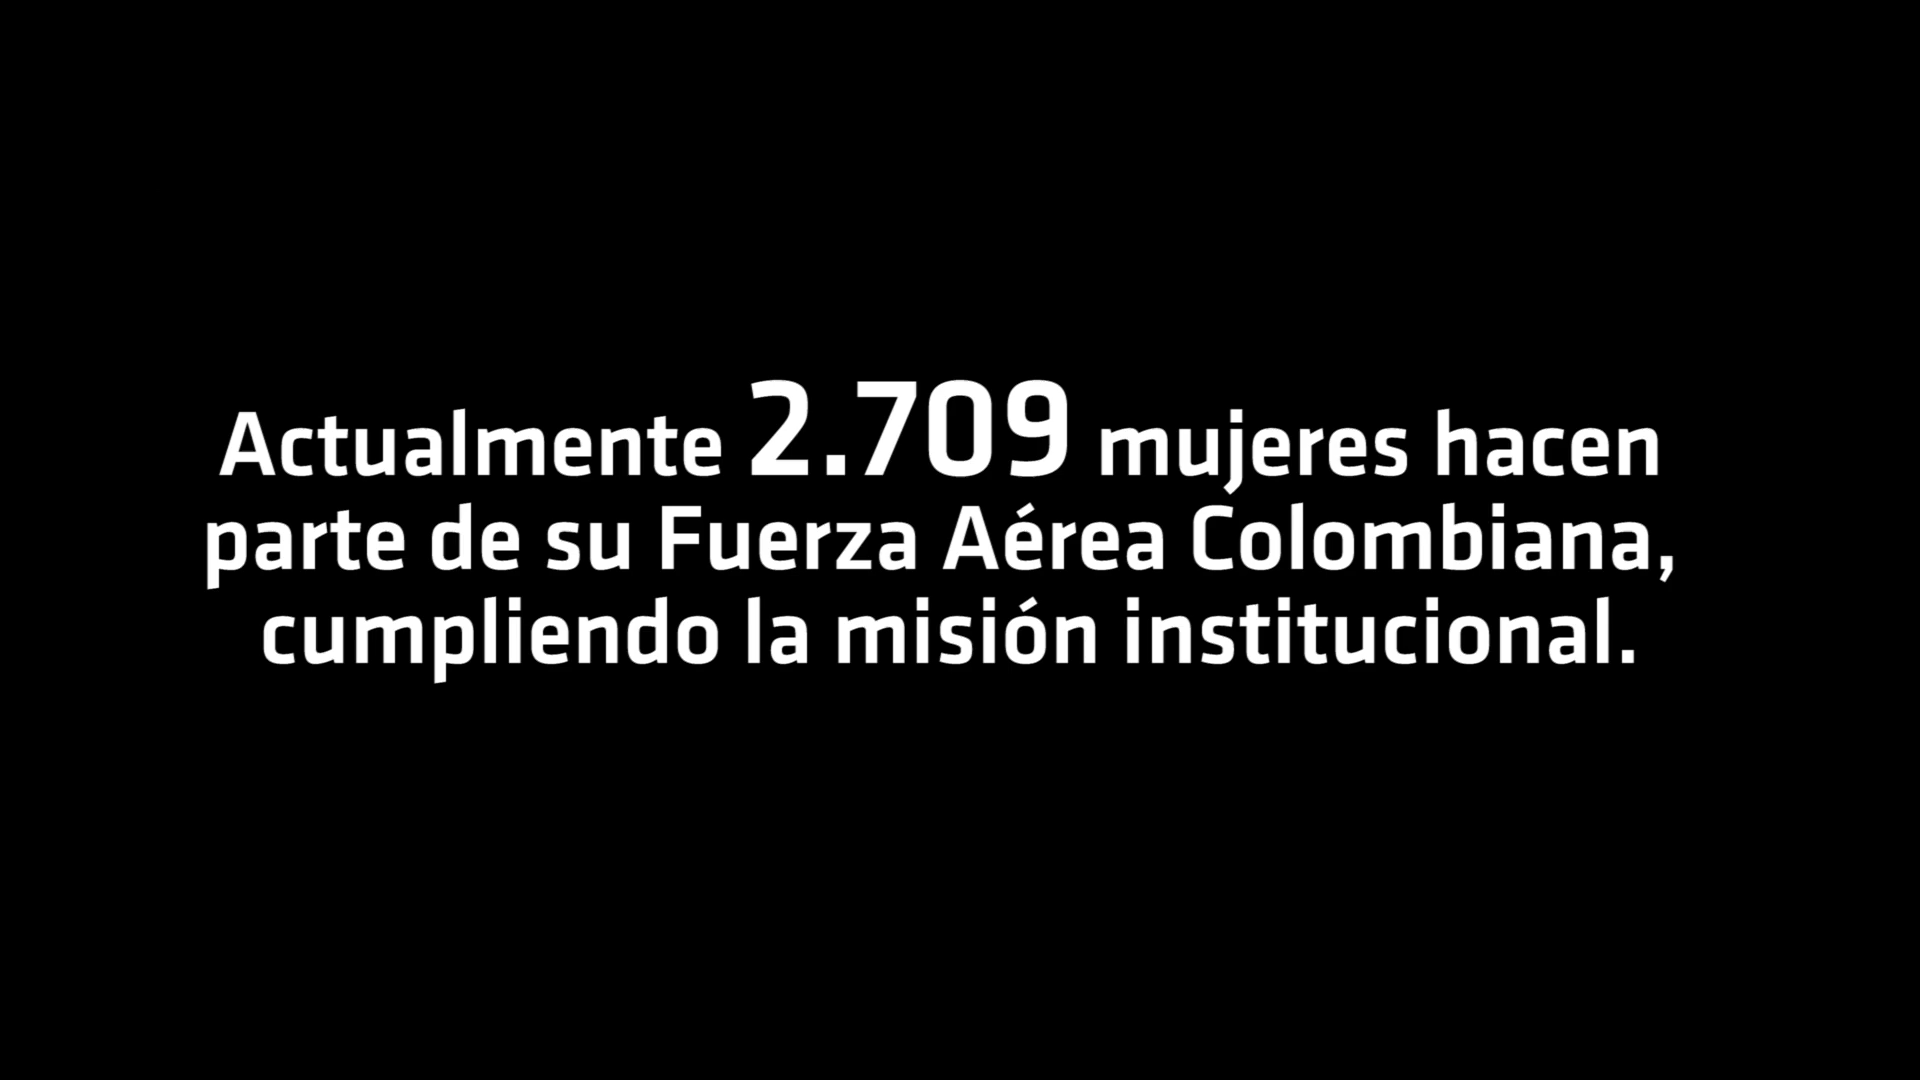 Actualmente 2.709 mujeres hacen
parte de su Fuerza Aérea Colombiana,
cumpliendo la misión institucional.